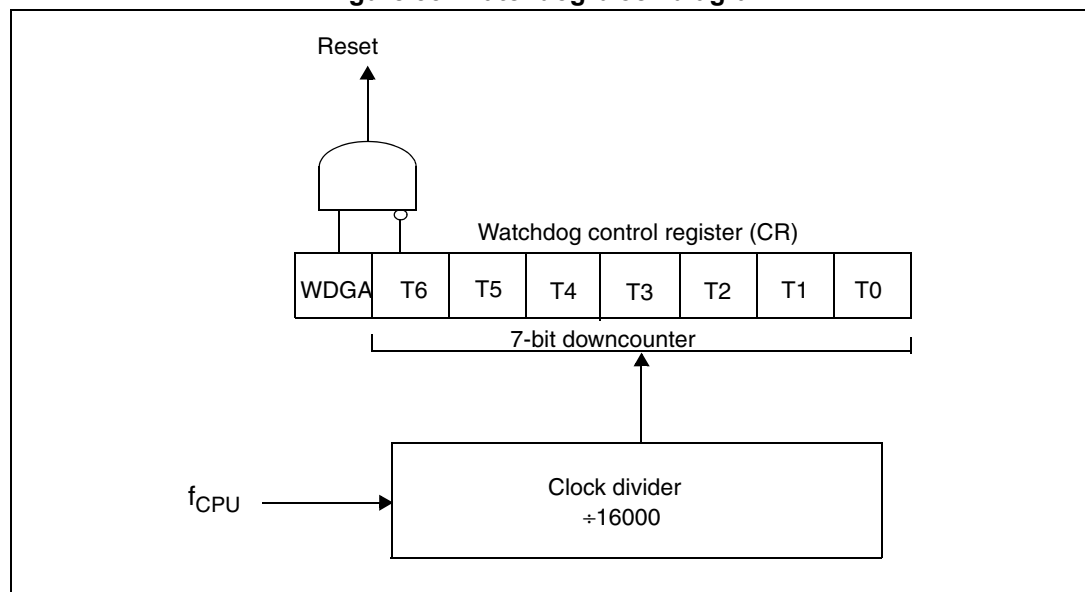 Reset
Watchdog control register (CR)
WDGA T6 T5 T4 T3 T2 T1 T0
7-bit downcounter
fCPU
Clock divider
÷16000